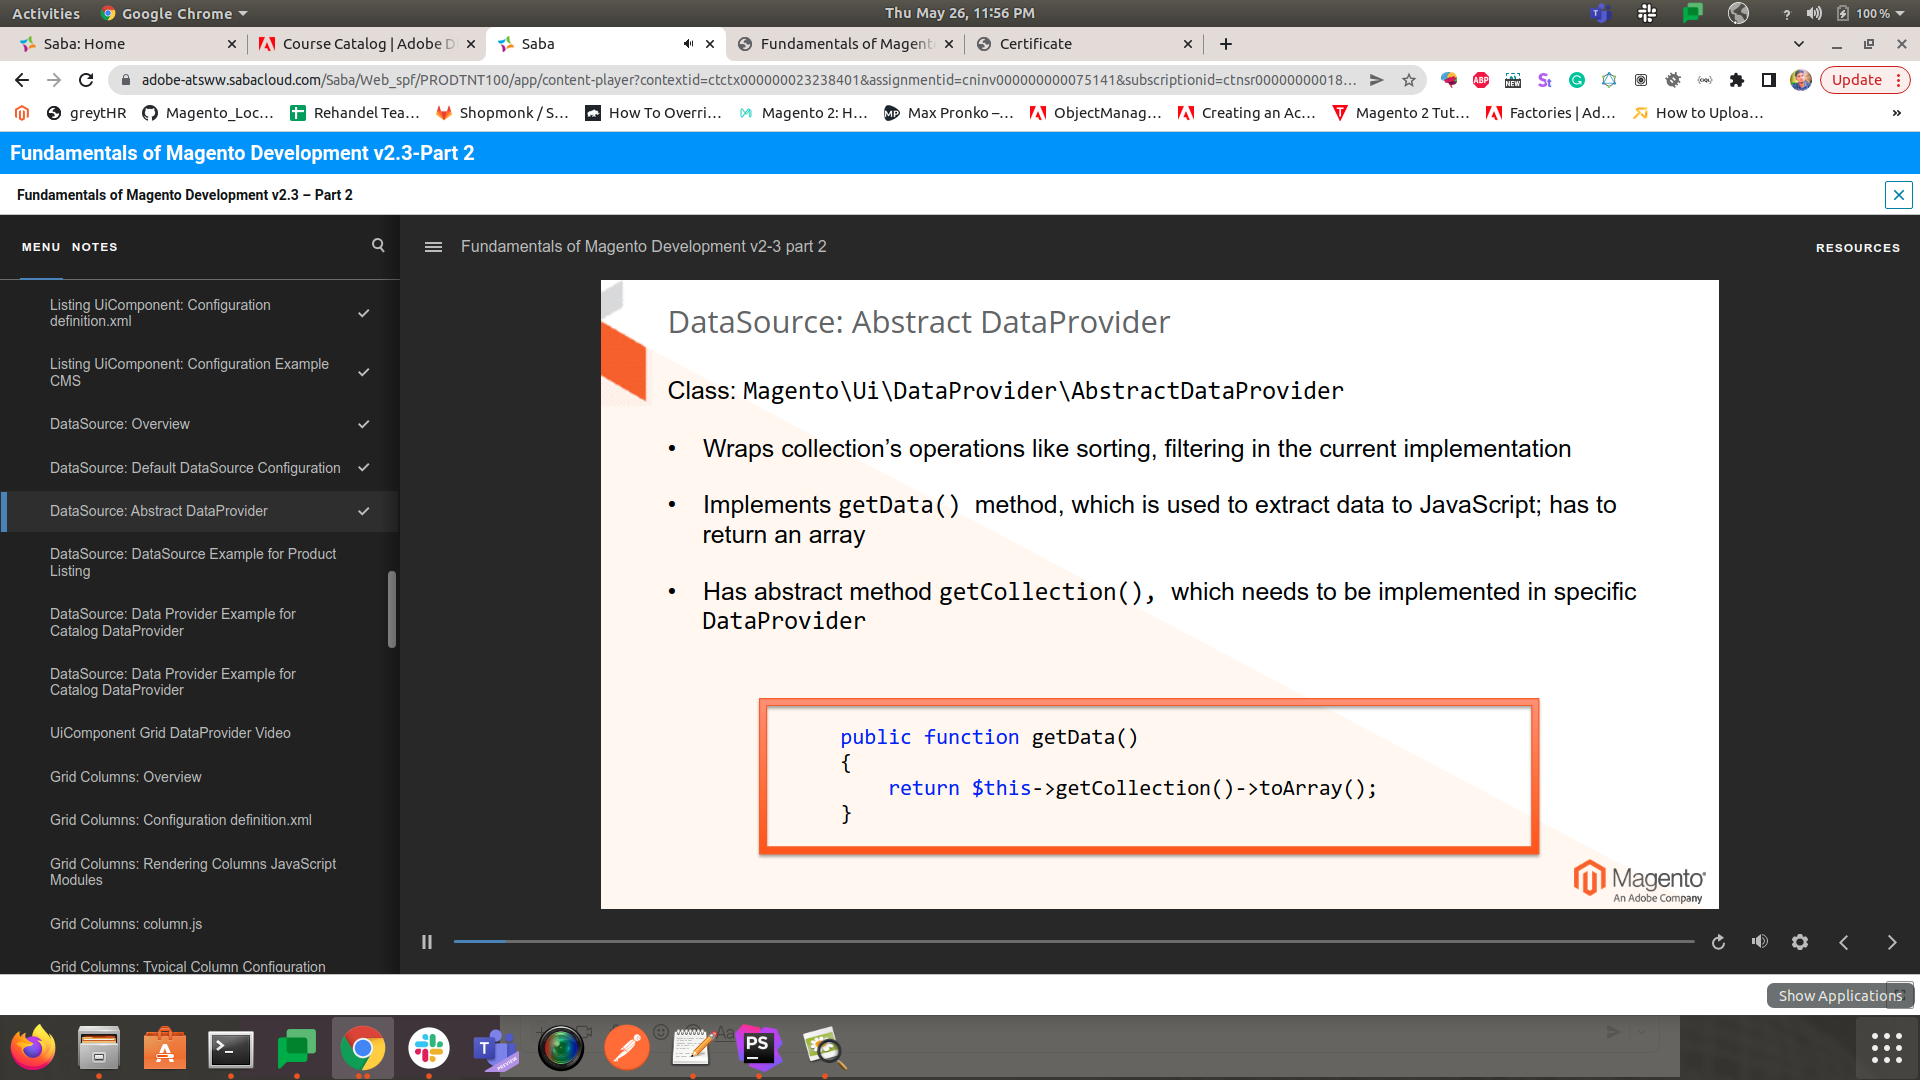 Activities
Google Chrome
Thu May 26, 11:56 PM
100 %
Saba: Home
Course Catalog | Adobe D
Saba
Fundamentals of Magent
Certificate
adobe-atsww.sabacloud.com/Saba/Web_spf/PRODTNT100/app/content-player?contextid=ctctx000000023238401&assignmentid=cninv000000000075141&subscriptionid=ctnsr00000000018...
ABP
NEW
Update
greytHR
Magento_Loc...
Rehandel Tea...
Shopmonk / S...
How To Overri...
Magento 2: H...
Max Pronko –...
ObjectManag...
Creating an Ac...
Magento 2 Tut...
Factories | Ad...
How to Uploa...
Fundamentals of Magento Development v2.3-Part 2
Fundamentals of Magento Development v2.3 – Part 2
MENU
NOTES
Fundamentals of Magento Development v2-3 part 2
RESOURCES
Listing UiComponent: Configuration
definition.xml
Listing UiComponent: Configuration Example
CMS
DataSource: Overview
DataSource: Default DataSource Configuration
DataSource: Abstract DataProvider
DataSource: DataSource Example for Product
Listing
DataSource: Data Provider Example for
Catalog DataProvider
DataSource: Data Provider Example for
Catalog DataProvider
UiComponent Grid DataProvider Video
Grid Columns: Overview
Grid Columns: Configuration definition.xml
Grid Columns: Rendering Columns JavaScript
Modules
Grid Columns: column.js
Grid Columns: Typical Column Configuration
DataSource: Abstract DataProvider
Class: Magento\Ui\DataProvider\AbstractDataProvider
• Wraps collection’s operations like sorting, filtering in the current implementation
• Implements getData() method, which is used to extract data to JavaScript; has to
return an array
• Has abstract method getCollection(), which needs to be implemented in specific
DataProvider
public function getData()
{
return $this->getCollection()->toArray();
}
Magento
An Adobe Company
Show Applications
Aa
PS